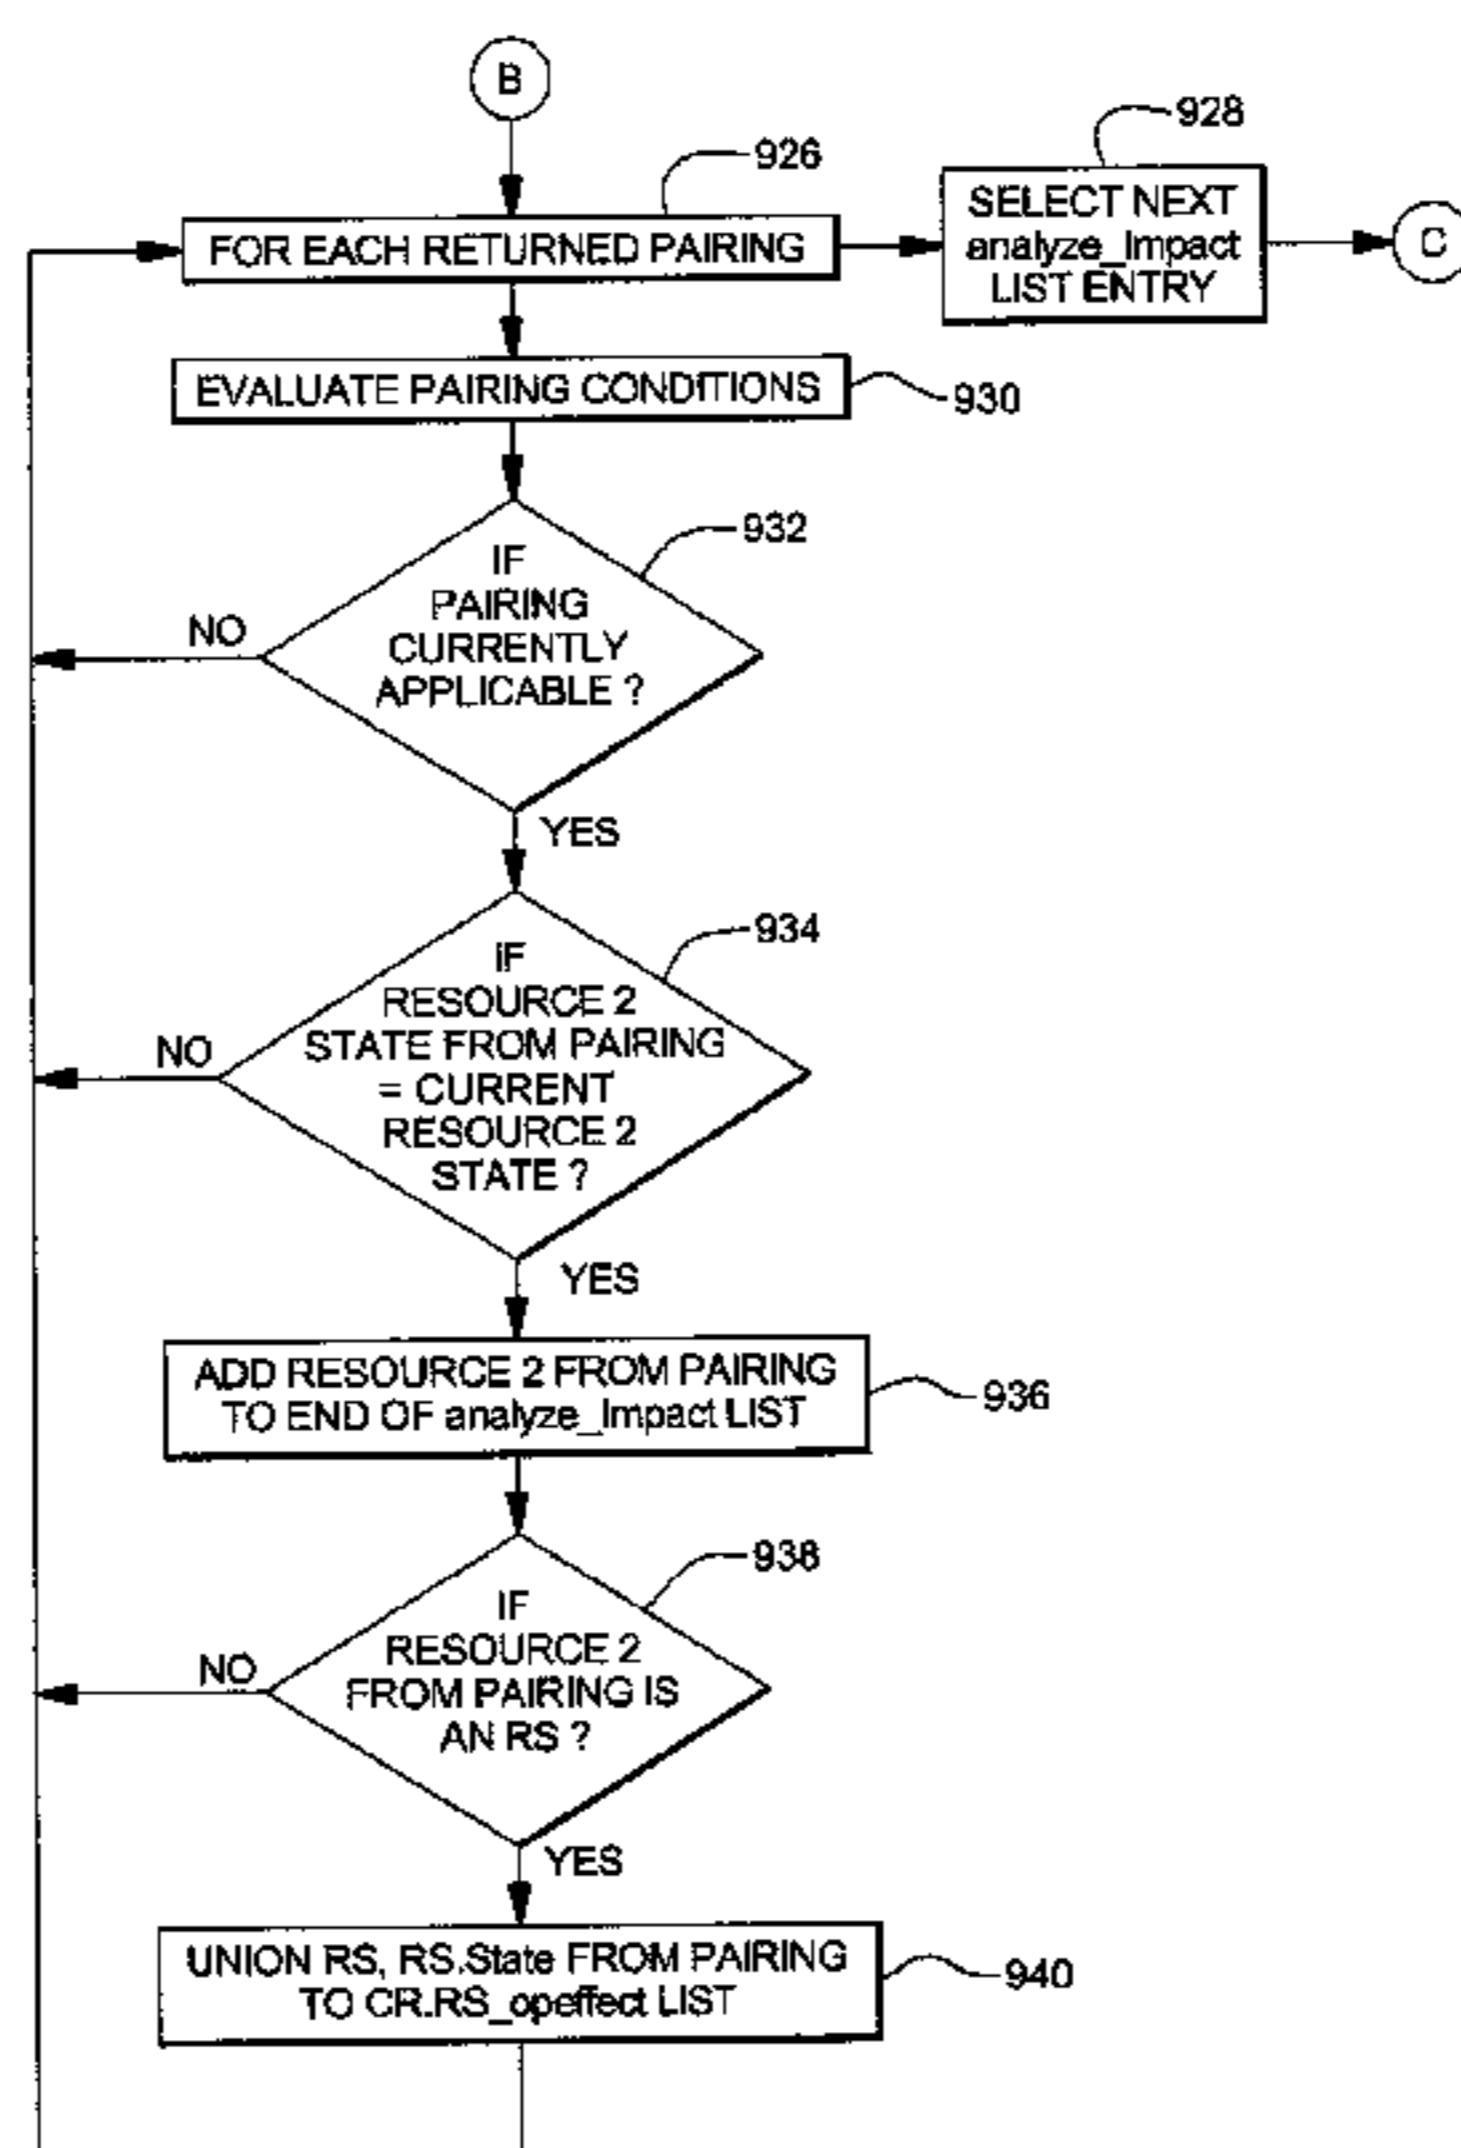 B
926
928
FOR EACH RETURNED PAIRING
SELECT NEXT
analyze_Impact
LIST ENTRY
C
EVALUATE PAIRING CONDITIONS
930
932
IF
PAIRING
CURRENTLY
APPLICABLE ?
NO
YES
934
IF
RESOURCE 2
STATE FROM PAIRING
= CURRENT
RESOURCE 2
STATE ?
NO
YES
ADD RESOURCE 2 FROM PAIRING
TO END OF analyze_Impact LIST
936
938
IF
RESOURCE 2
FROM PAIRING IS
AN RS ?
NO
YES
UNION RS, RS.State FROM PAIRING
TO CR.RS_opeffect LIST
940